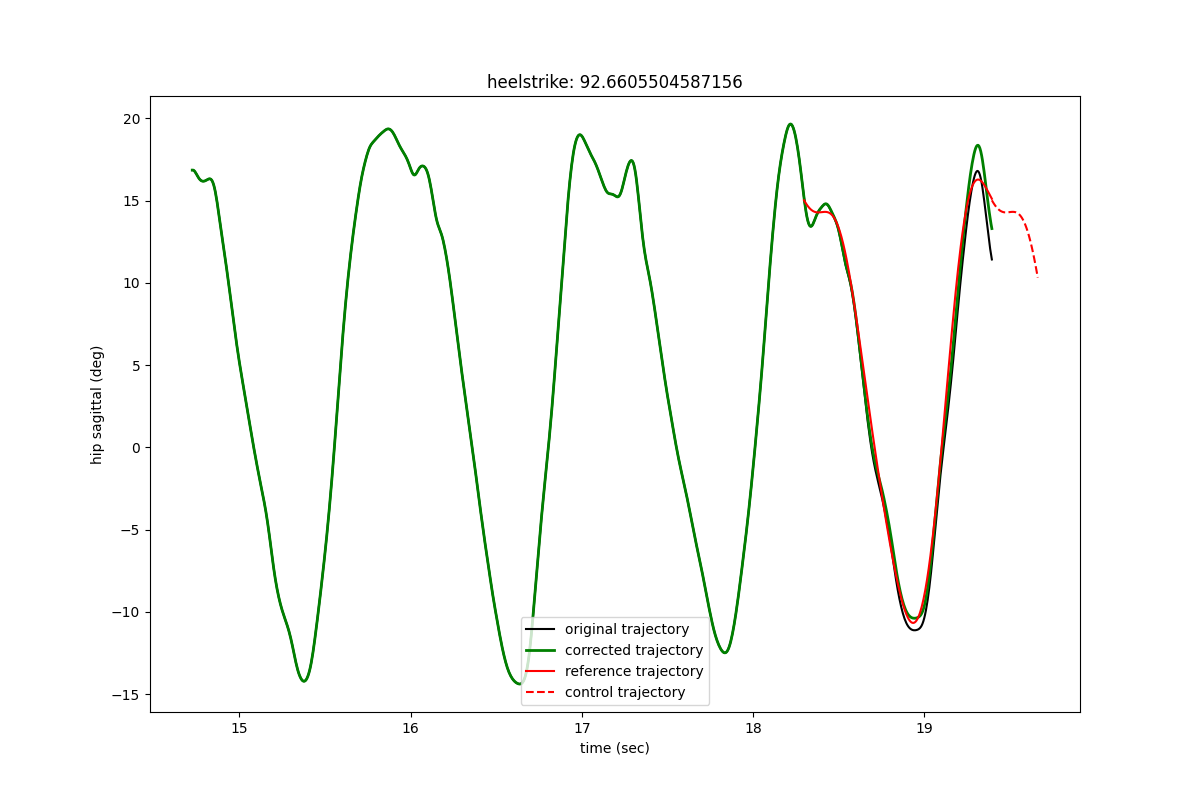 heelstrike: 92.6605504587156
20
15
10
5
0
−5
−10
−15
hip sagittal (deg)
original trajectory
corrected trajectory
reference trajectory
control trajectory
15 16 17 18 19
time (sec)